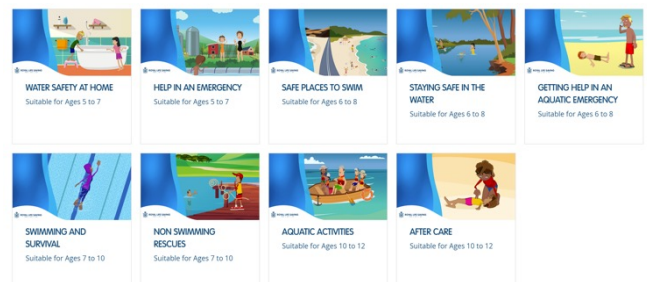 WATER SAFETY AT HOME
Suitable for Ages 5 to 7
HELP IN AN EMERGENCY
Suitable for Ages 5 to 7
SAFE PLACES TO SWIM
Suitable for Ages 6 to 8
STAYING SAFE IN THE
WATER
Suitable for Ages 6 to 8
GETTING HELP IN AN
AQUATIC EMERGENCY
Suitable for Ages 6 to 8
SWIMMING AND
SURVIVAL
Suitable for Ages 7 to 10
NON SWIMMING
RESCUES
Suitable for Ages 7 to 10
AQUATIC ACTIVITIES
Suitable for Ages 10 to 12
AFTER CARE
Suitable for Ages 10 to 12